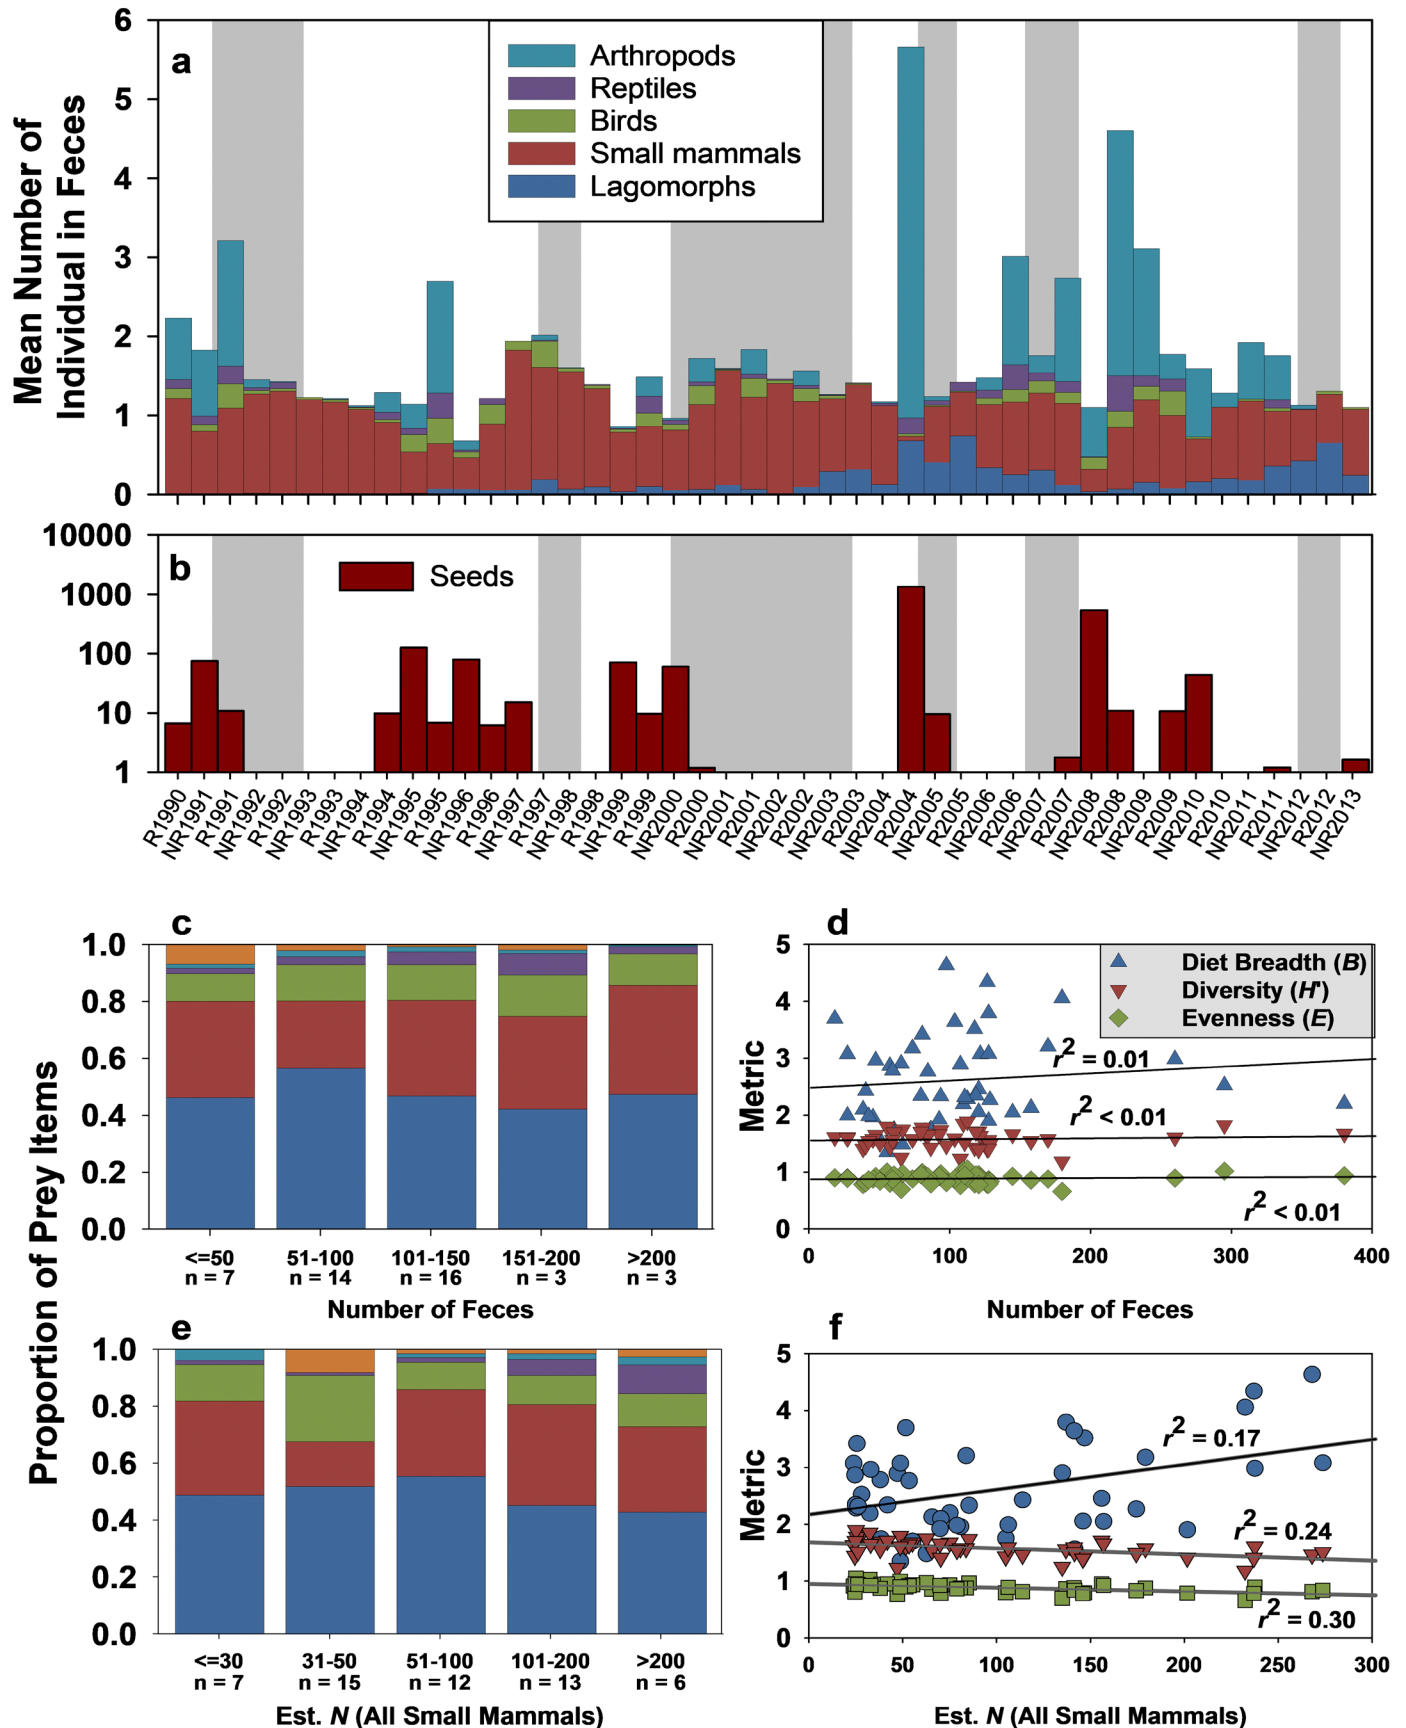 a
Arthropods
Reptiles
Birds
Small mammals
Lagomorphs
Mean Number of
Individual in Feces
6
5
4
3
2
1
0
b
Seeds
10000
1000
100
10
1
R1990
NR1991
R1991
NR1992
R1992
NR1993
R1993
NR1994
R1994
NR1995
R1995
NR1996
R1996
NR1997
R1997
NR1998
R1998
NR1999
R1999
NR2000
R2000
NR2001
R2001
NR2002
R2002
NR2003
R2003
NR2004
R2004
NR2005
R2005
NR2006
R2006
NR2007
R2007
NR2008
R2008
NR2009
R2009
NR2010
R2010
NR2011
R2011
NR2012
R2012
NR2013
Proportion of Prey Items
c
1.0
0.8
0.6
0.4
0.2
0.0
<=50 51-100 101-150 151-200 >200
n = 7 n = 14 n = 16 n = 3 n = 3
Number of Feces
d
Diet Breadth (B)
Diversity (H')
Evenness (E)
Metric
5
4
3
2
1
0
r2 = 0.01
r2 < 0.01
r2 < 0.01
0 100 200 300 400
Number of Feces
e
1.0
0.8
0.6
0.4
0.2
0.0
<=30 31-50 51-100 101-200 >200
n = 7 n = 15 n = 12 n = 13 n = 6
Est. N (All Small Mammals)
f
Metric
5
4
3
2
1
0
r2 = 0.17
r2 = 0.24
r2 = 0.30
0 50 100 150 200 250 300
Est. N (All Small Mammals)